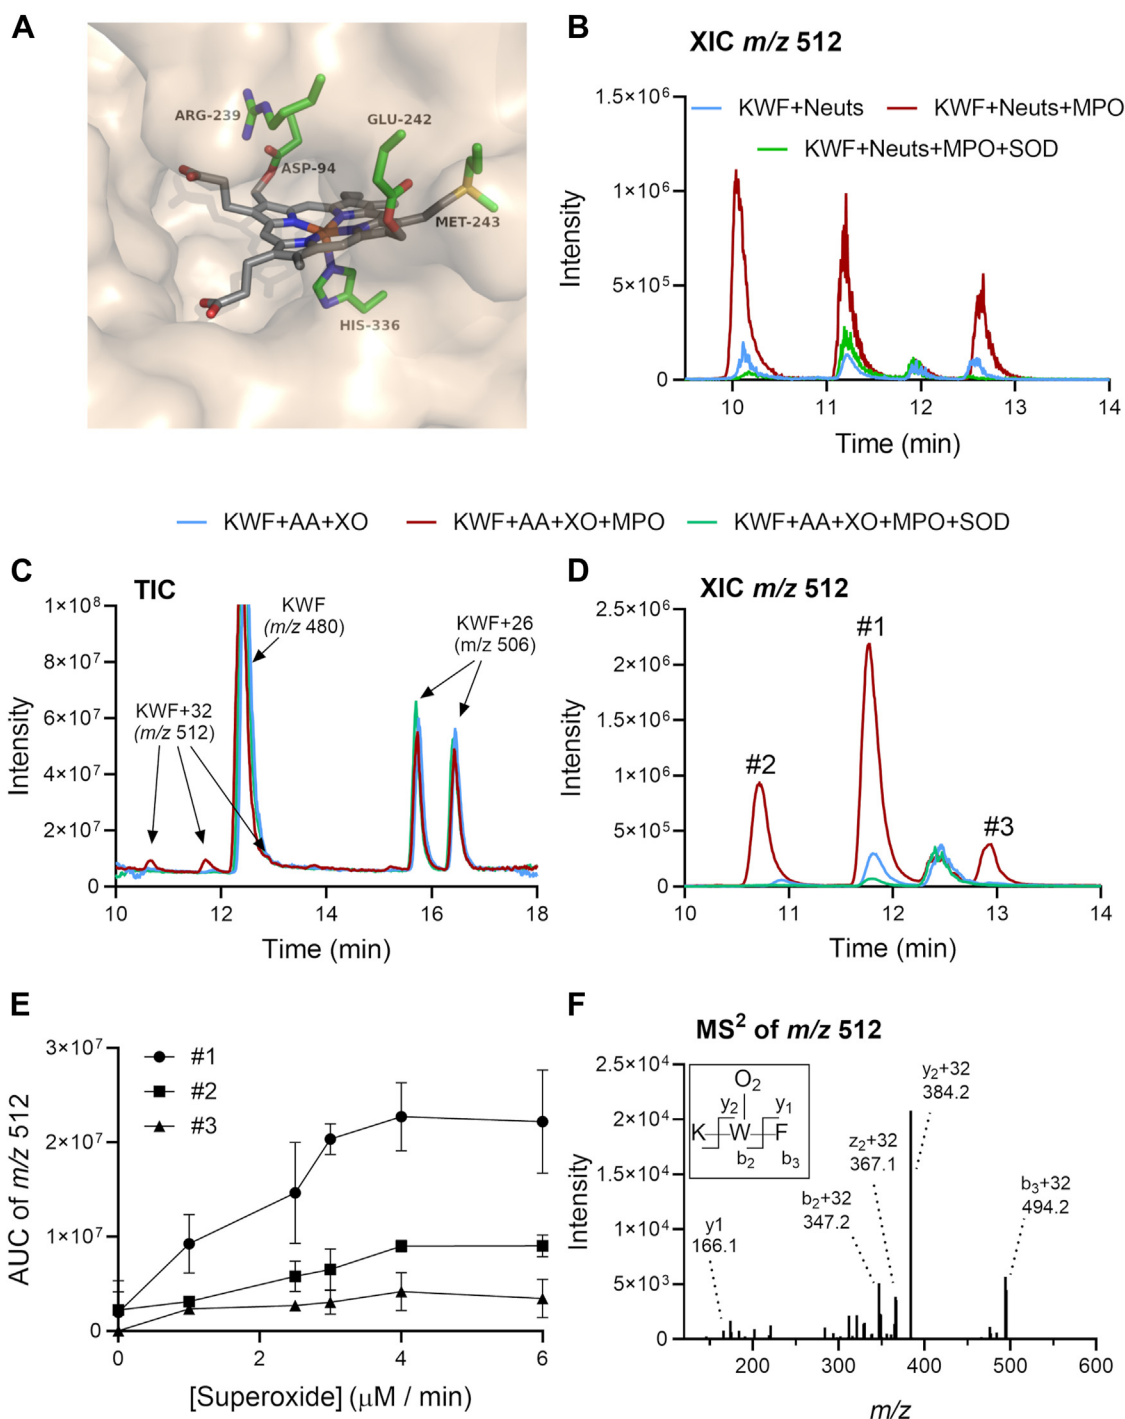 A
ARG-239
GLU-242
ASP-94
MET-243
HIS-336
B
XIC m/z 512
KWF+Neuts
KWF+Neuts+MPO
KWF+Neuts+MPO+SOD
Intensity
1.5×10⁶
1×10⁶
5×10⁵
0
10 11 12 13 14
Time (min)
KWF+AA+XO
KWF+AA+XO+MPO
KWF+AA+XO+MPO+SOD
C
TIC
Intensity
1×10⁸
8×10⁷
6×10⁷
4×10⁷
2×10⁷
0
KWF
(m/z 480)
KWF+26
(m/z 506)
KWF+32
(m/z 512)
10 12 14 16 18
Time (min)
D
XIC m/z 512
Intensity
2.5×10⁶
2×10⁶
1.5×10⁶
1×10⁶
5×10⁵
0
#1
#2
#3
10 11 12 13 14
Time (min)
E
AUC of m/z 512
3×10⁷
2×10⁷
1×10⁷
0
#1
#2
#3
0 2 4 6
[Superoxide] (μM / min)
F
MS² of m/z 512
Intensity
2.5×10⁴
2×10⁴
1.5×10⁴
1×10⁴
5×10³
0
O₂
y₂ y₁
K W F
b₂ b₃
y₂+32
384.2
z₂+32
367.1
b₂+32
347.2
b₃+32
494.2
y1
166.1
200 300 400 500 600
m/z